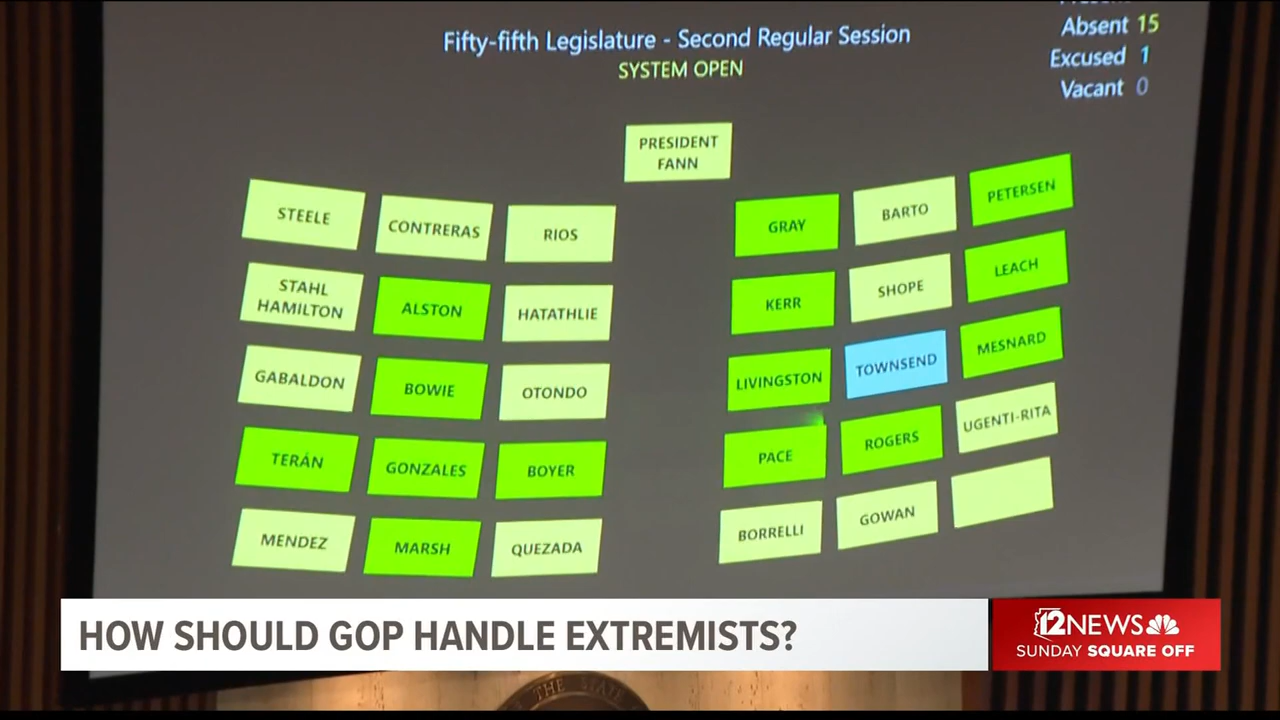 Fifty-fifth Legislature - Second Regular Session
SYSTEM OPEN
Absent 15
Excused 1
Vacant 0
PRESIDENT
FANN
STEELE
CONTRERAS
RIOS
GRAY
BARTO
PETERSEN
STAHL
HAMILTON
ALSTON
HATATHLIE
KERR
SHOPE
LEACH
GABALDON
BOWIE
OTONDO
LIVINGSTON
TOWNSEND
MESNARD
TERÁN
GONZALES
BOYER
PACE
ROGERS
UGENTI-RITA
MENDEZ
MARSH
QUEZADA
BORRELLI
GOWAN
HOW SHOULD GOP HANDLE EXTREMISTS?
12NEWS
SUNDAY SQUARE OFF
THE STATE